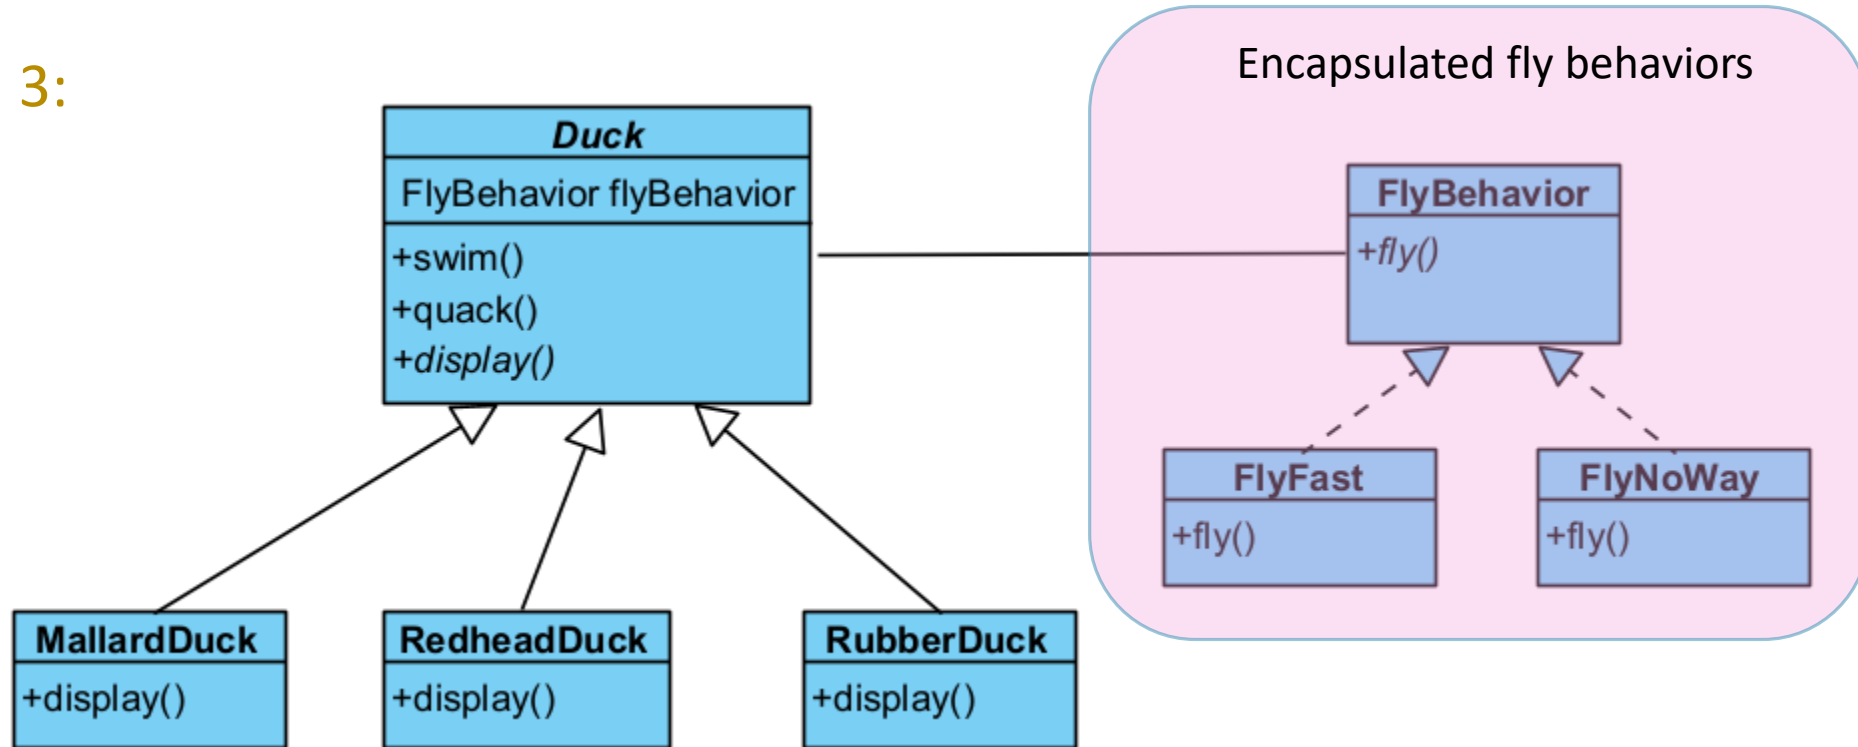 3:
Encapsulated fly behaviors
Duck
FlyBehavior flyBehavior
+swim()
+quack()
+display()
FlyBehavior
+fly()
FlyFast
+fly()
FlyNoWay
+fly()
MallardDuck
+display()
RedheadDuck
+display()
RubberDuck
+display()